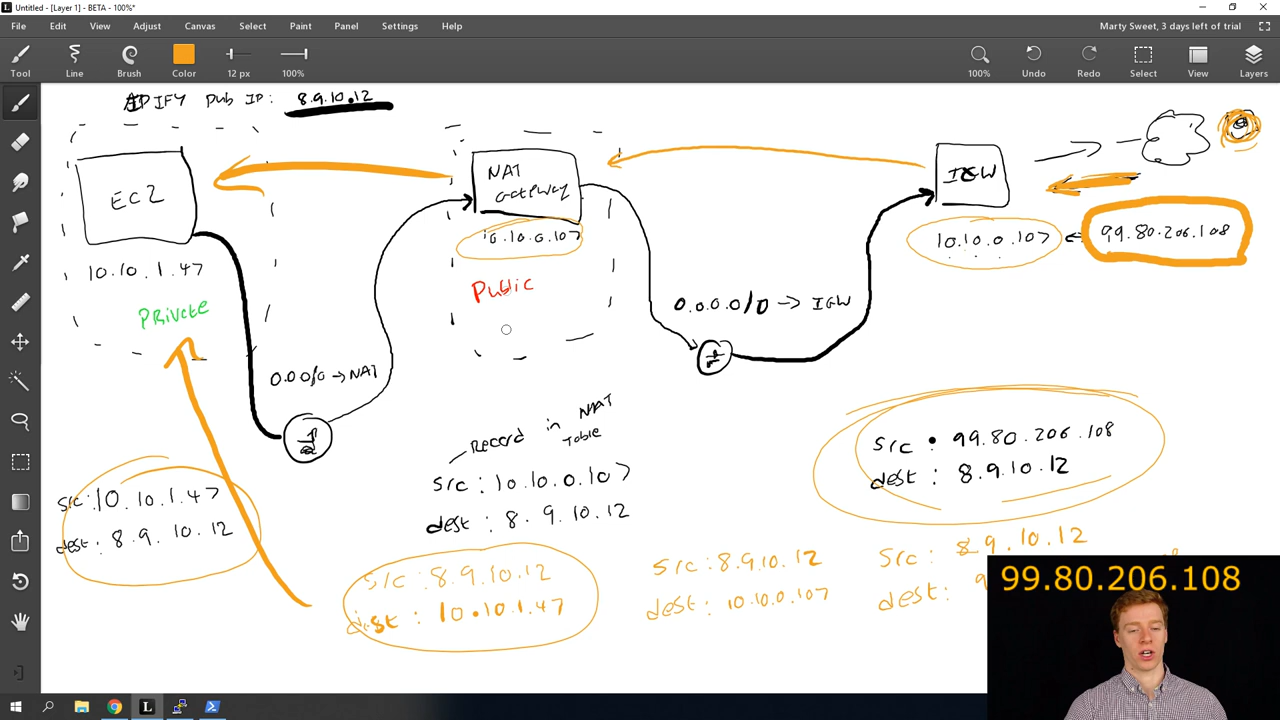 Untitled - [Layer 1] - BETA - 100%*
File Edit View Adjust Canvas Select Paint Panel Settings Help
Marty Sweet, 3 days left of trial
Tool Line Brush Color 12 px 100%
100% Undo Redo Select View Layers
IPIFY Pub IP: 8.9.10.12
EC2
NAT
Gateway
IGW
10.10.1.47
10.10.0.107
10.10.0.107
99.80.206.108
Private
Public
0.0.0.0/0 → IGW
0.0.0/0 → NAT
Record in NAT
Table
src: 10.10.1.47
dest: 8.9.10.12
src: 10.10.0.107
dest: 8.9.10.12
src: 99.80.206.108
dest: 8.9.10.12
src: 8.9.10.12
dest: 10.10.1.47
src: 8.9.10.12
dest: 10.10.0.107
src: 8.9.10.12
dest: 9
99.80.206.108